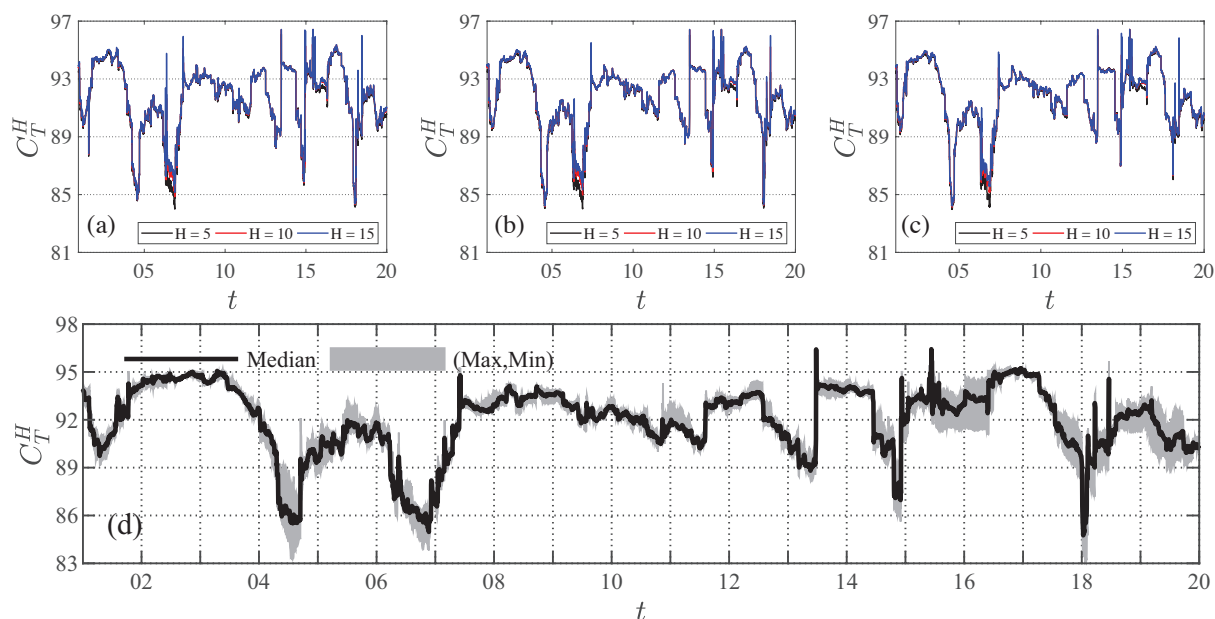 97
93
89
85
81
C_T^H
(a)
H = 5 H = 10 H = 15
05 10 15 20
t
97
93
89
85
81
C_T^H
(b)
H = 5 H = 10 H = 15
05 10 15 20
t
97
93
89
85
81
C_T^H
(c)
H = 5 H = 10 H = 15
05 10 15 20
t
98
95
92
89
86
83
C_T^H
Median (Max,Min)
(d)
02 04 06 08 10 12 14 16 18 20
t